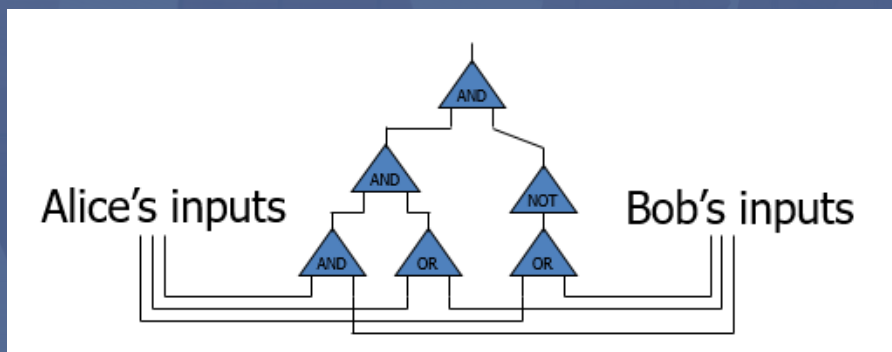 AND
AND
NOT
Alice's inputs
Bob's inputs
AND
OR
OR